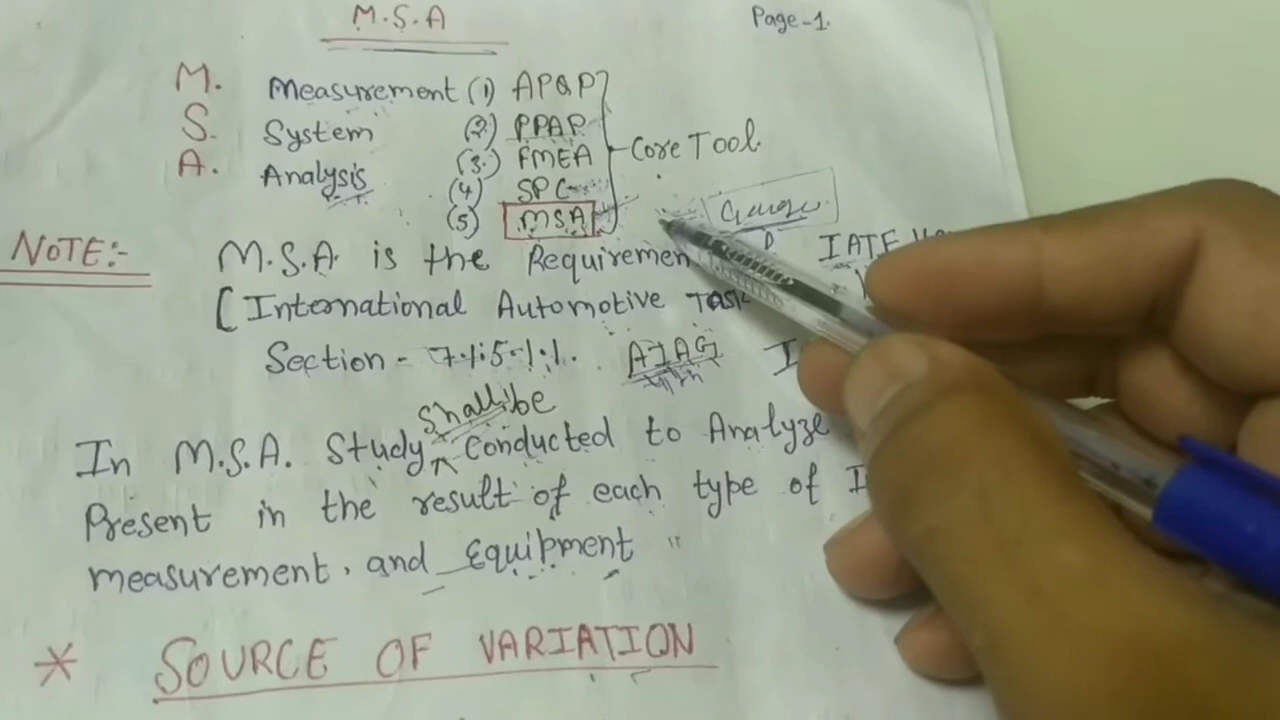 M.S.A
Page-1.
M. Measurement (1) APQP
S. System (2) PPAP
A. Analysis (3) FMEA
(4) SPC
(5) MSA
Core Tool
NOTE:- M.S.A. is the Requiremen IATF
[International Automotive Task
Section - 7.1.5.1.1. AIAG I
shall be
In M.S.A. Study Conducted to Analyze
Present in the result of each type of I
measurement, and Equipment "
* SOURCE OF VARIATION